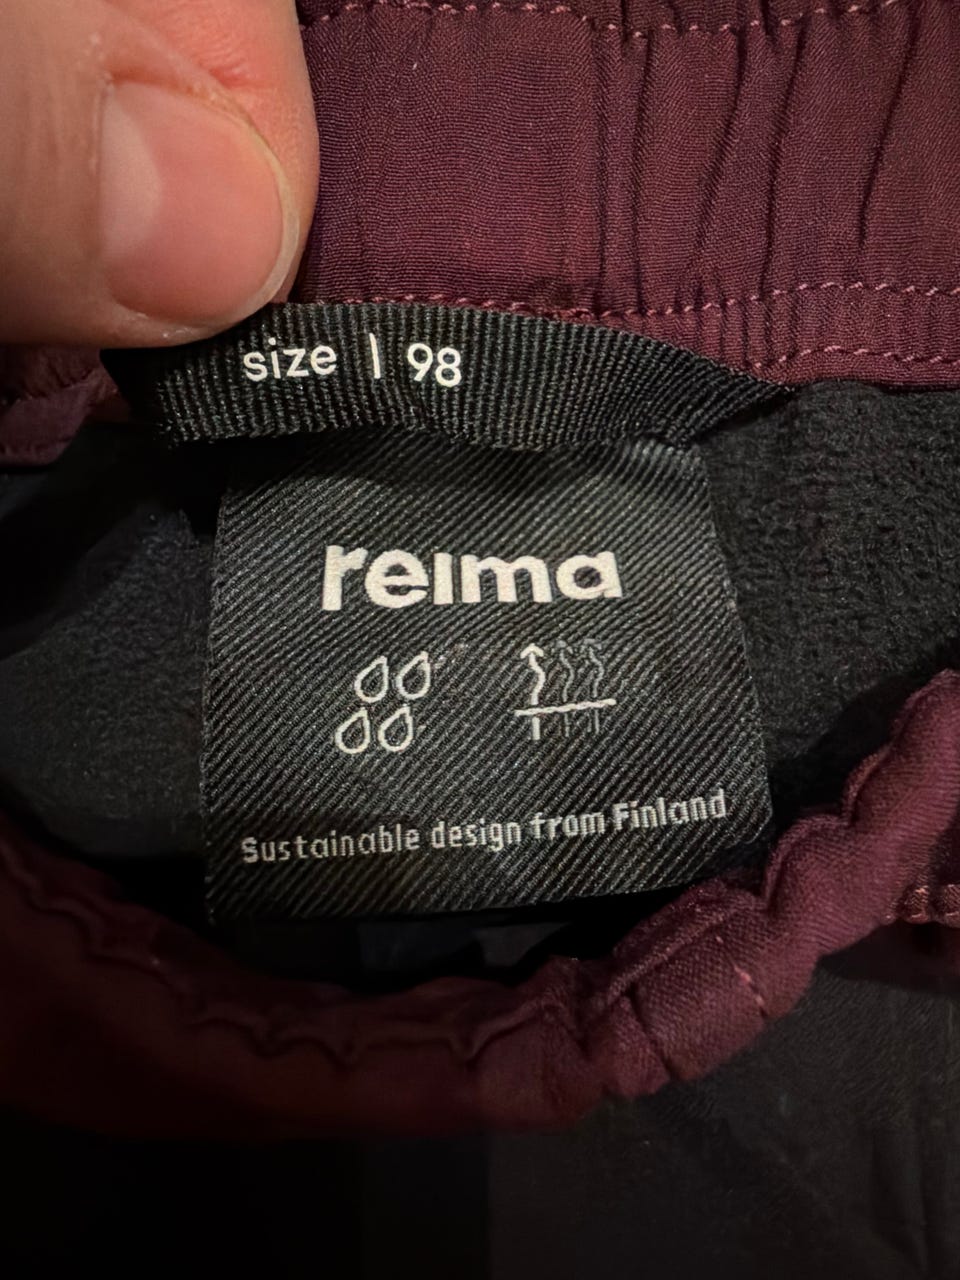 size | 98
reima
Sustainable design from Finland